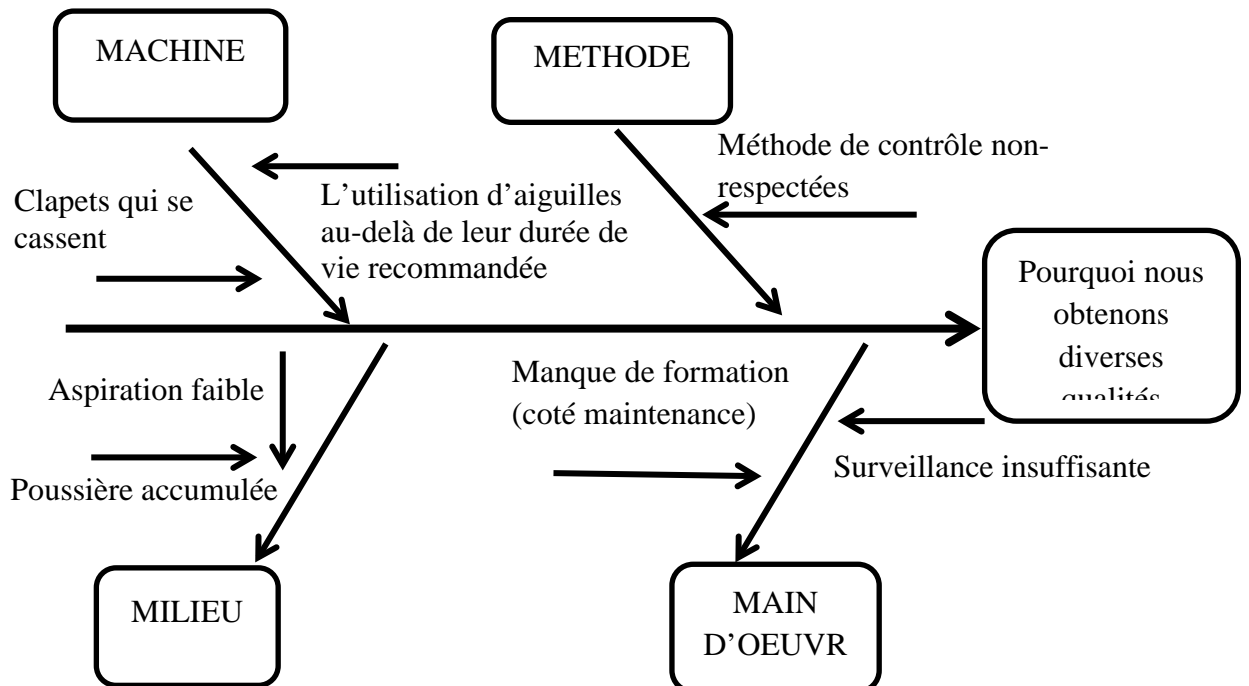 MACHINE
METHODE
Méthode de contrôle non-
respectées
Clapets qui se
cassent
L’utilisation d’aiguilles
au-delà de leur durée de
vie recommandée
Pourquoi nous
obtenons
diverses
qualités
Aspiration faible
Manque de formation
(coté maintenance)
Poussière accumulée
Surveillance insuffisante
MILIEU
MAIN
D’OEUVR